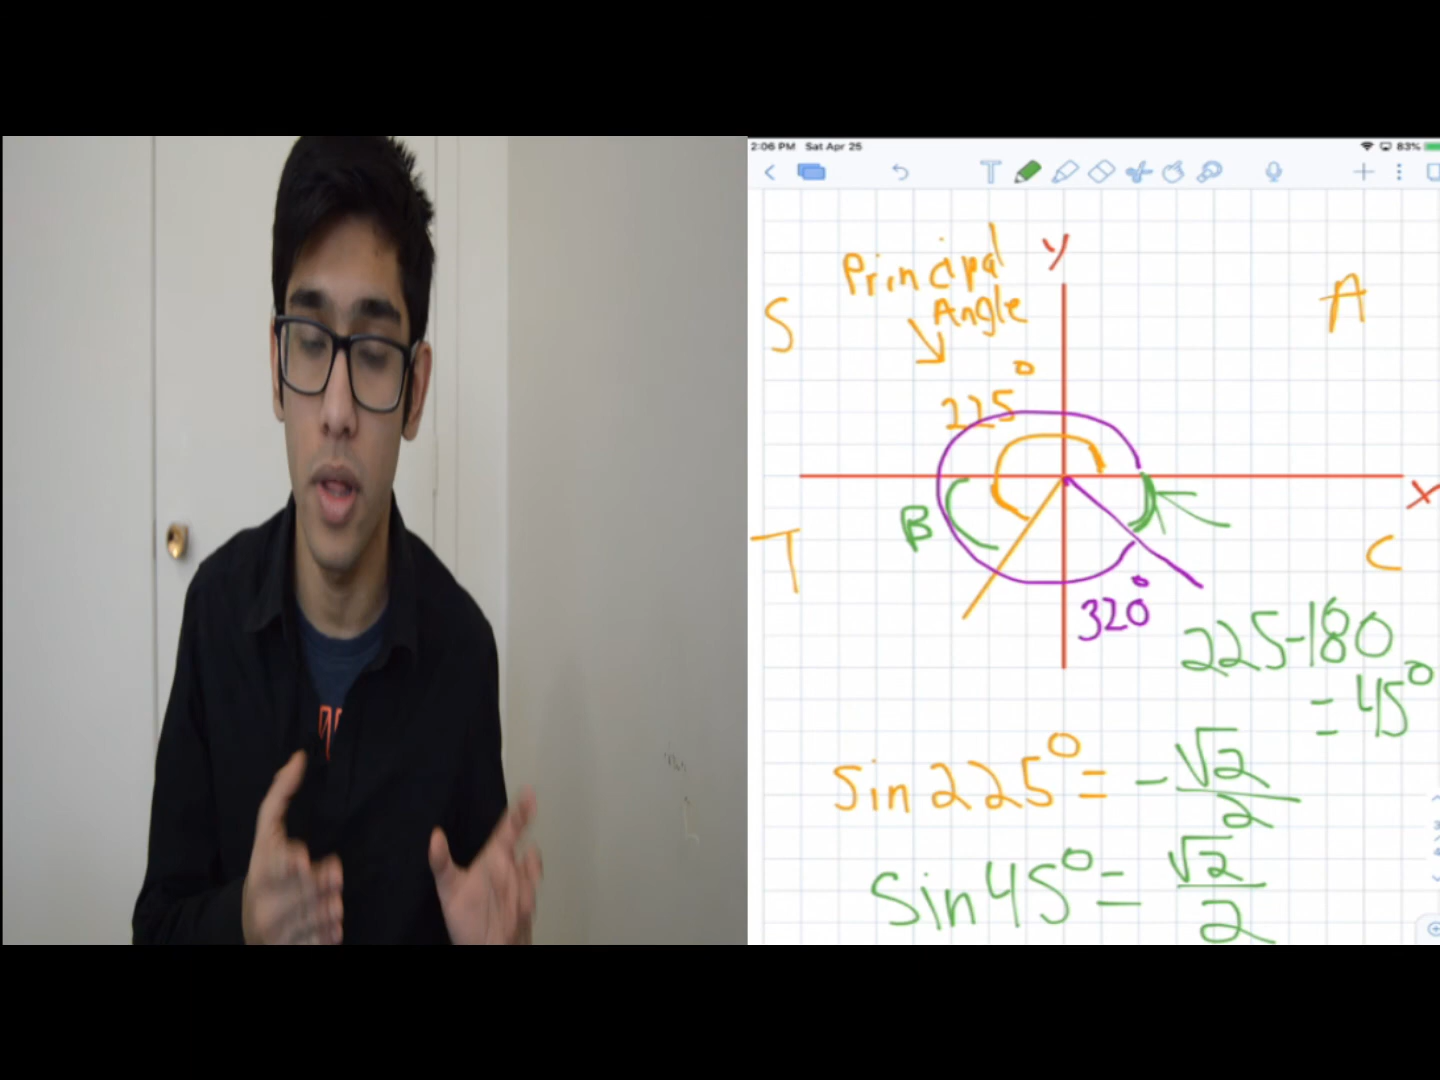 2:06 PM Sat Apr 25
83%
T
Principal
Angle
y
S
A
225°
x
B
T
C
320°
225-180
= 45°
sin 225° = -√2/2
sin 45° = √2/2